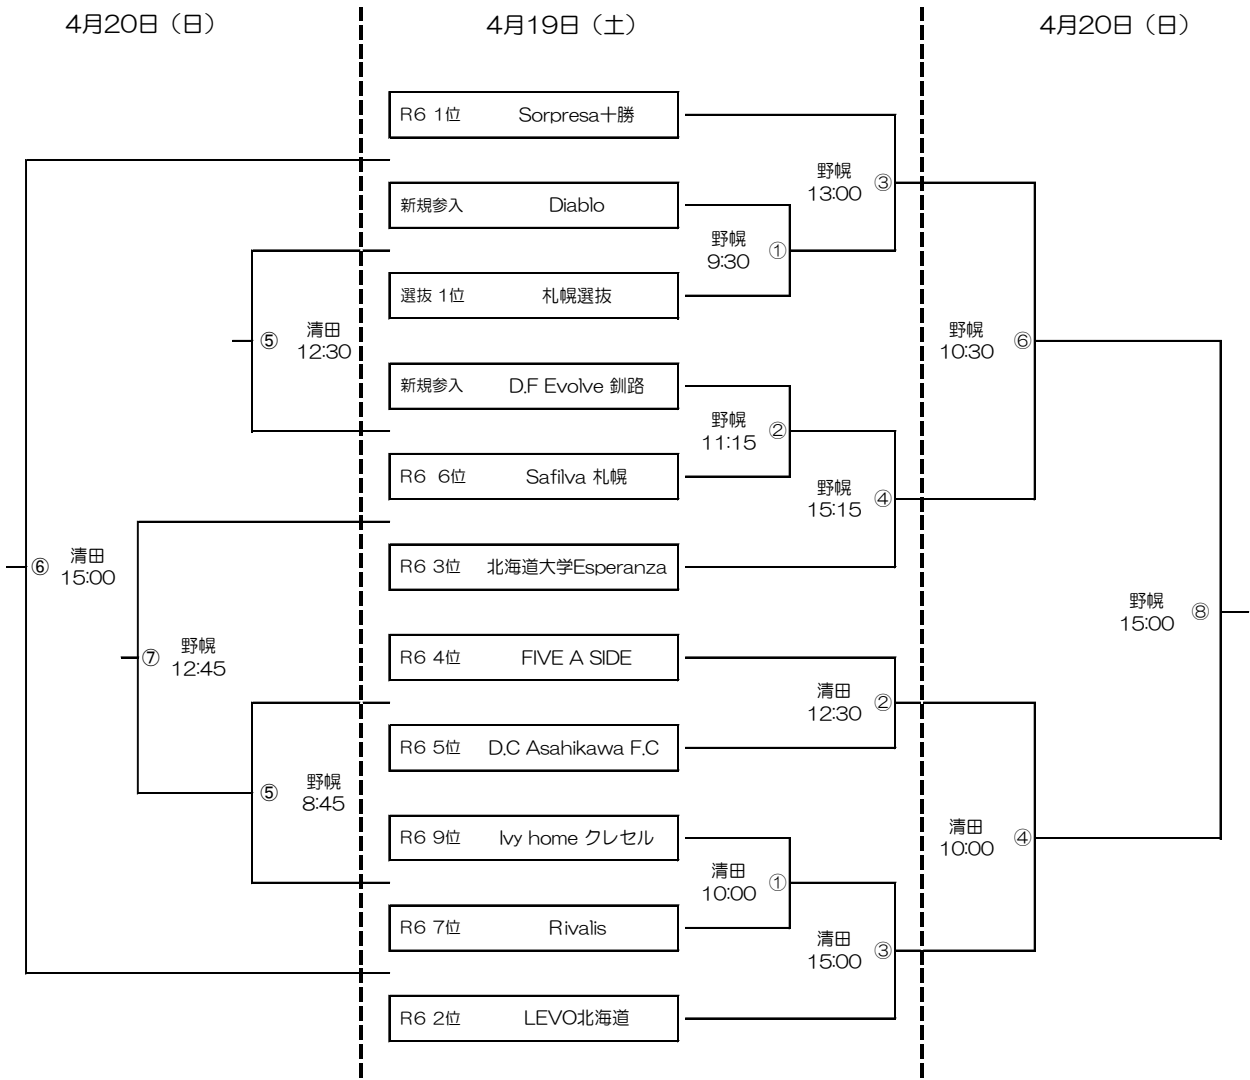 4月20日（日）
4月19日（土）
4月20日（日）
R6 1位 Sorpresa十勝
野幌
13:00 ③
新規参入 Diablo
野幌
9:30 ①
選抜 1位 札幌選抜
⑤ 清田
12:30
野幌
10:30 ⑥
新規参入 D.F Evolve 釧路
野幌
11:15 ②
R6 6位 Safilva 札幌
野幌
15:15 ④
⑥ 清田
15:00
R6 3位 北海道大学Esperanza
野幌
15:00 ⑧
⑦ 野幌
12:45
R6 4位 FIVE A SIDE
清田
12:30 ②
R6 5位 D.C Asahikawa F.C
⑤ 野幌
8:45
R6 9位 Ivy home クレセル
清田
10:00 ④
清田
10:00 ①
R6 7位 Rivalis
清田
15:00 ③
R6 2位 LEVO北海道